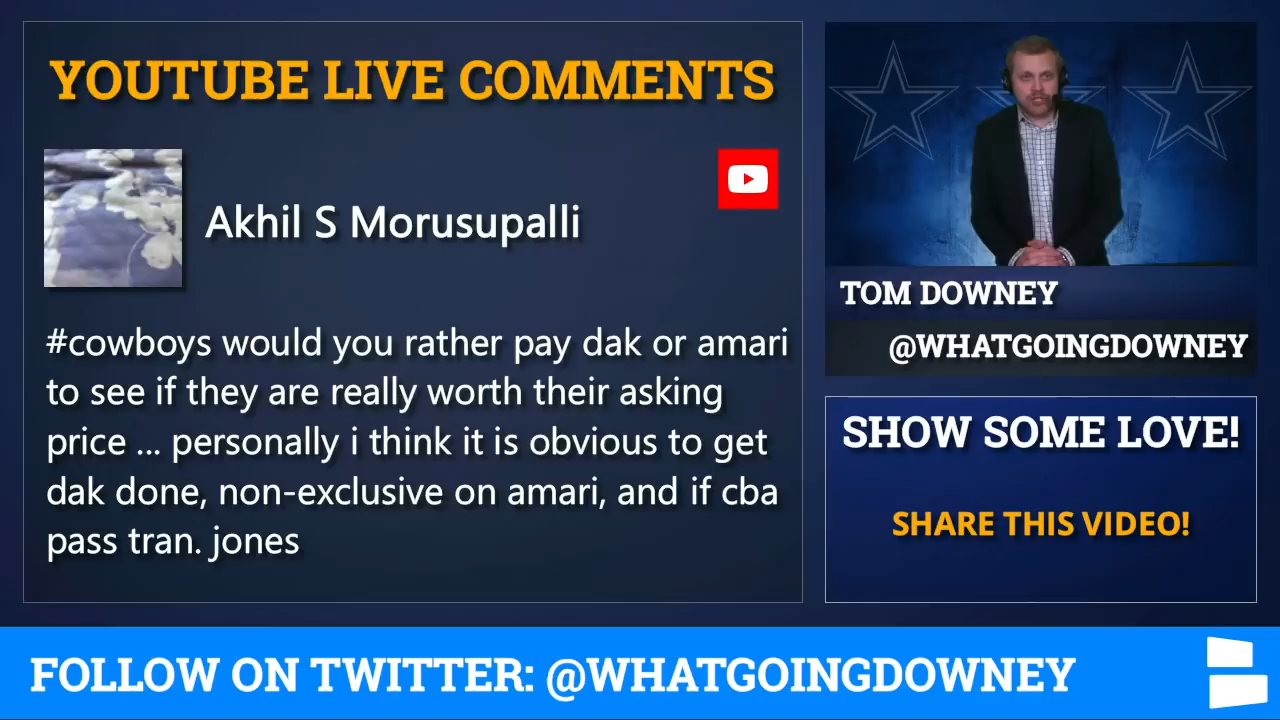 YOUTUBE LIVE COMMENTS
Akhil S Morusupalli
#cowboys would you rather pay dak or amari
to see if they are really worth their asking
price ... personally i think it is obvious to get
dak done, non-exclusive on amari, and if cba
pass tran. jones
TOM DOWNEY
@WHATGOINGDOWNEY
SHOW SOME LOVE!
SHARE THIS VIDEO!
FOLLOW ON TWITTER: @WHATGOINGDOWNEY